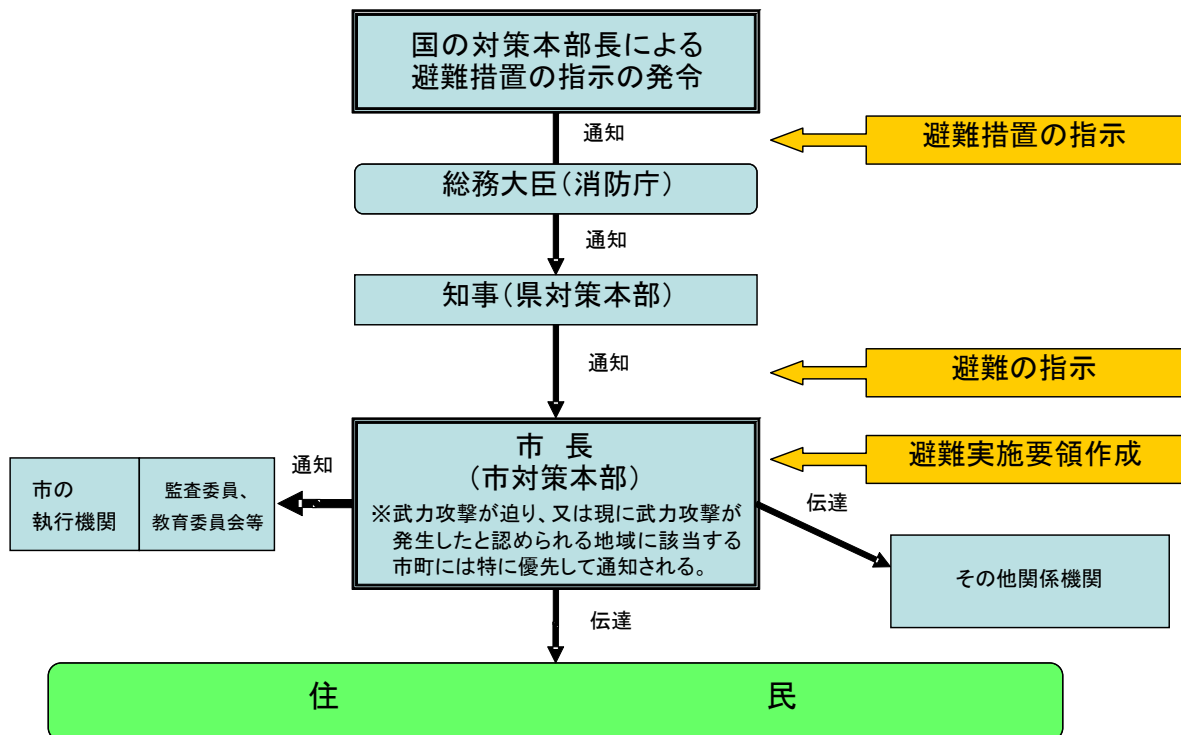 国の対策本部長による
避難措置の指示の発令
通知
避難措置の指示
総務大臣(消防庁)
通知
知事(県対策本部)
通知
避難の指示
市 長
(市対策本部)
※武力攻撃が迫り、又は現に武力攻撃が
発生したと認められる地域に該当する
市町には特に優先して通知される。
避難実施要領作成
通知
市の
執行機関
監査委員、
教育委員会等
伝達
その他関係機関
伝達
住 民